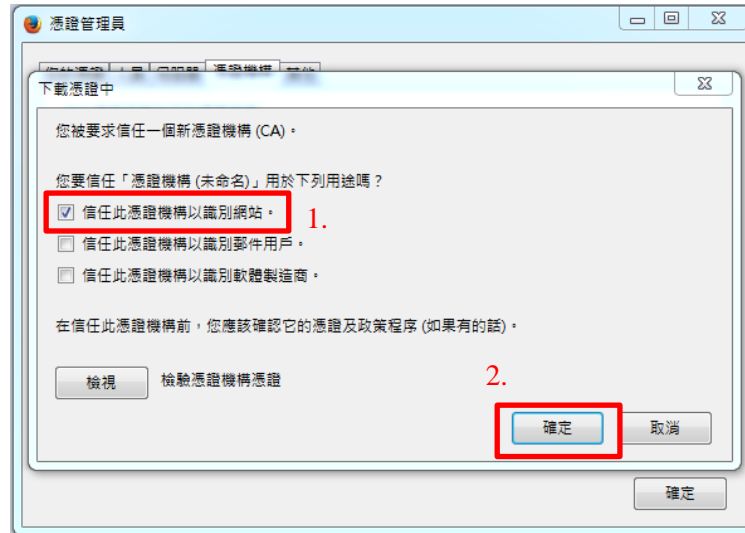 憑證管理員
憑證機構
下載憑證中
您被要求信任一個新憑證機構 (CA)。
您要信任「憑證機構 (未命名)」用於下列用途嗎？
信任此憑證機構以識別網站。 1.
信任此憑證機構以識別郵件用戶。
信任此憑證機構以識別軟體製造商。
在信任此憑證機構前，您應該確認它的憑證及政策程序 (如果有的話)。
檢視 檢驗憑證機構憑證
2.
確定 取消
確定